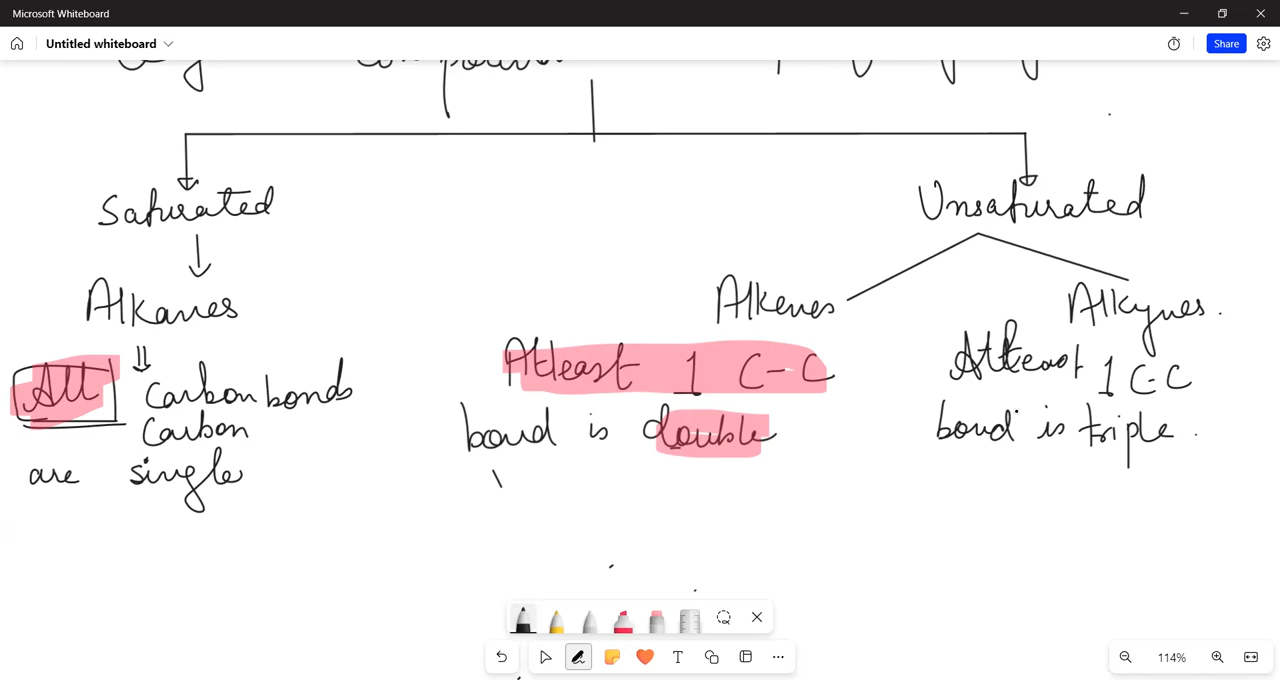 Microsoft Whiteboard
Untitled whiteboard
Share
Saturated
Unsaturated
Alkanes
Alkenes
Alkynes.
All Carbon bonds
Carbon
are single
Atleast 1 C-C
bond is double
Atleast 1 C-C
bond is triple.
114%